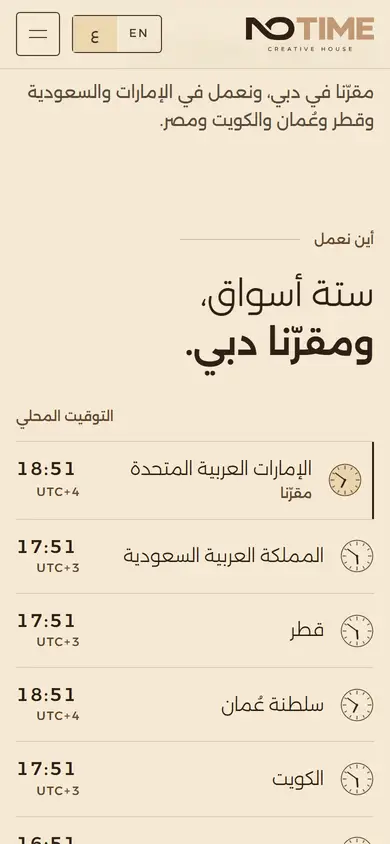 NOTIME
CREATIVE HOUSE
EN
ع
مقرّنا في دبي، ونعمل في الإمارات والسعودية
وقطر وعُمان والكويت ومصر.
أين نعمل
ستة أسواق،
ومقرّنا دبي.
التوقيت المحلي
الإمارات العربية المتحدة
مقرّنا
18:51
UTC+4
المملكة العربية السعودية
17:51
UTC+3
قطر
17:51
UTC+3
سلطنة عُمان
18:51
UTC+4
الكويت
17:51
UTC+3